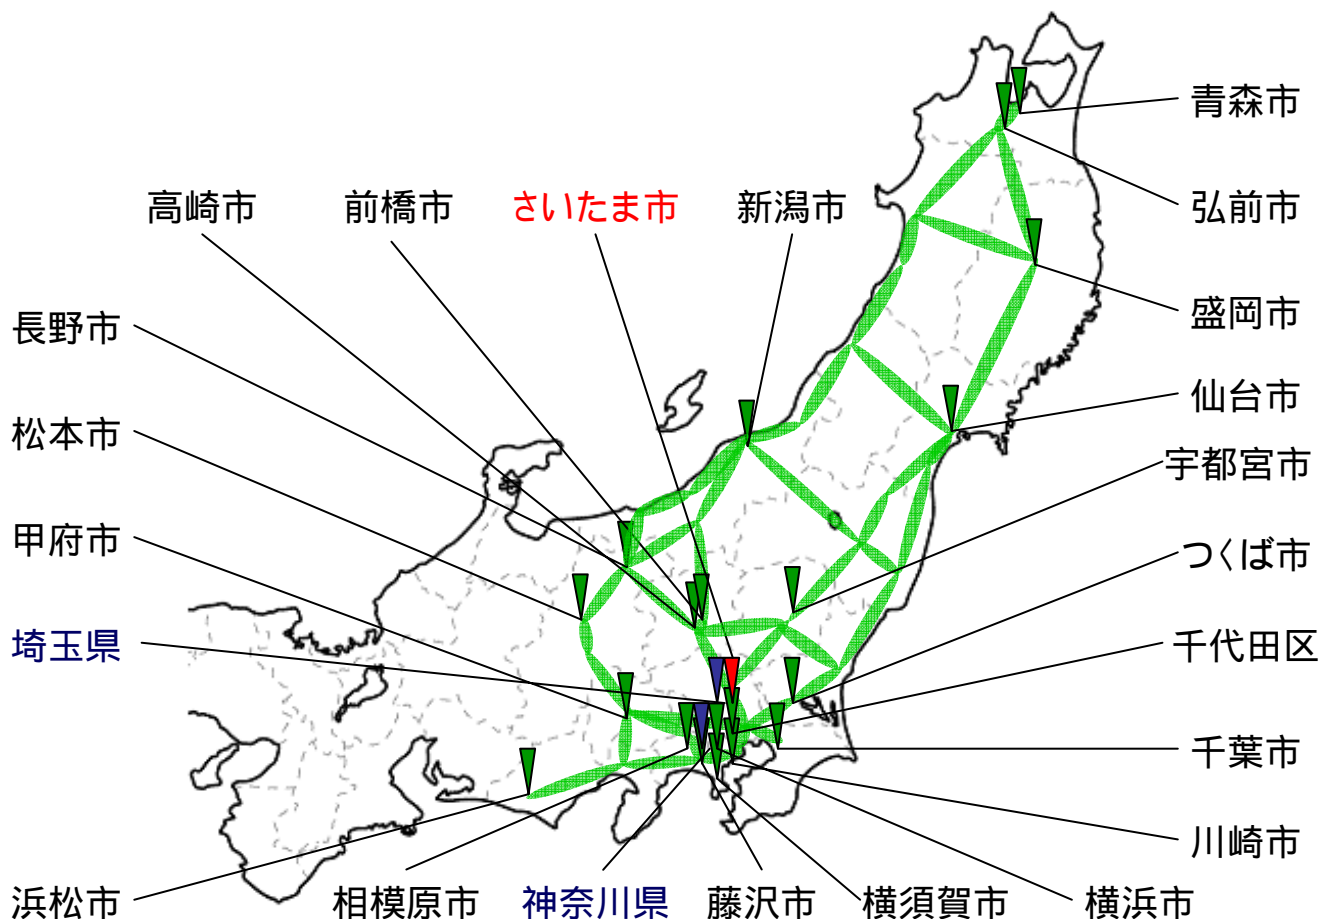 青森市
高崎市
前橋市
さいたま市
新潟市
弘前市
長野市
盛岡市
仙台市
松本市
宇都宮市
甲府市
つくば市
埼玉県
千代田区
千葉市
川崎市
浜松市
相模原市
神奈川県
藤沢市
横須賀市
横浜市